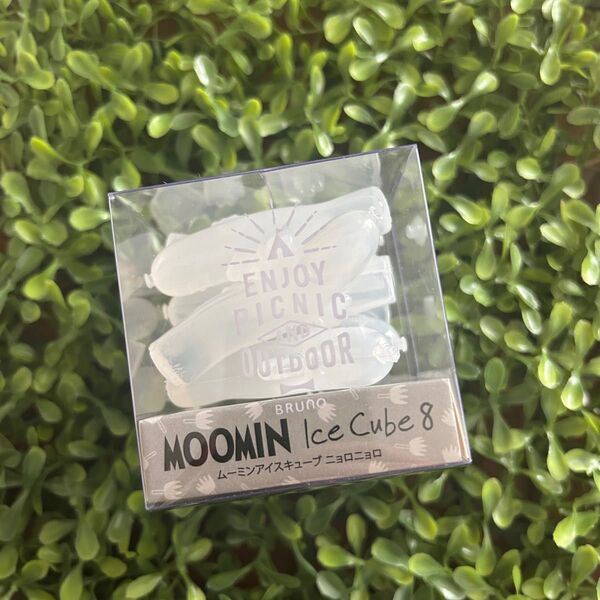 ENJOY
PICNIC
AND
OUTDOOR
BRUNO
MOOMIN Ice Cube 8
ムーミンアイスキューブ ニョロニョロ